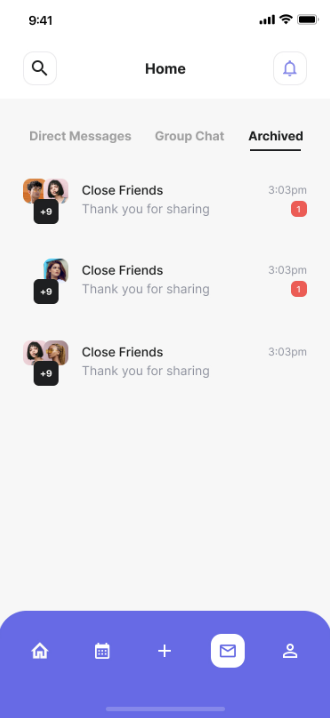 9:41
Home
Direct Messages Group Chat Archived
Close Friends 3:03pm
Thank you for sharing 1
+9
Close Friends 3:03pm
Thank you for sharing 1
+9
Close Friends 3:03pm
Thank you for sharing
+9